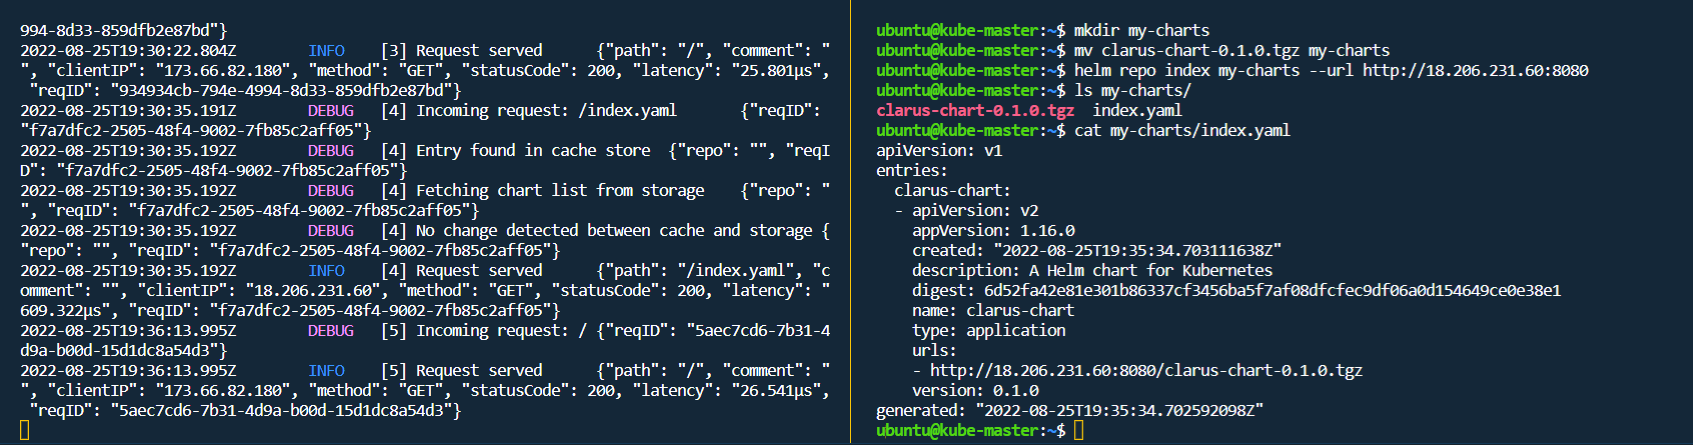 994-8d33-859dfb2e87bd"}
2022-08-25T19:30:22.804Z INFO [3] Request served {"path": "/", "comment": "
", "clientIP": "173.66.82.180", "method": "GET", "statusCode": 200, "latency": "25.801µs",
"reqID": "934934cb-794e-4994-8d33-859dfb2e87bd"}
2022-08-25T19:30:35.191Z DEBUG [4] Incoming request: /index.yaml {"reqID":
"f7a7dfc2-2505-48f4-9002-7fb85c2aff05"}
2022-08-25T19:30:35.192Z DEBUG [4] Entry found in cache store {"repo": "", "reqI
D": "f7a7dfc2-2505-48f4-9002-7fb85c2aff05"}
2022-08-25T19:30:35.192Z DEBUG [4] Fetching chart list from storage {"repo": "
", "reqID": "f7a7dfc2-2505-48f4-9002-7fb85c2aff05"}
2022-08-25T19:30:35.192Z DEBUG [4] No change detected between cache and storage {
"repo": "", "reqID": "f7a7dfc2-2505-48f4-9002-7fb85c2aff05"}
2022-08-25T19:30:35.192Z INFO [4] Request served {"path": "/index.yaml", "c
omment": "", "clientIP": "18.206.231.60", "method": "GET", "statusCode": 200, "latency": "
609.322µs", "reqID": "f7a7dfc2-2505-48f4-9002-7fb85c2aff05"}
2022-08-25T19:36:13.995Z DEBUG [5] Incoming request: / {"reqID": "5aec7cd6-7b31-4
d9a-b00d-15d1dc8a54d3"}
2022-08-25T19:36:13.995Z INFO [5] Request served {"path": "/", "comment": "
", "clientIP": "173.66.82.180", "method": "GET", "statusCode": 200, "latency": "26.541µs",
"reqID": "5aec7cd6-7b31-4d9a-b00d-15d1dc8a54d3"}
ubuntu@kube-master:~$ mkdir my-charts
ubuntu@kube-master:~$ mv clarus-chart-0.1.0.tgz my-charts
ubuntu@kube-master:~$ helm repo index my-charts --url http://18.206.231.60:8080
ubuntu@kube-master:~$ ls my-charts/
clarus-chart-0.1.0.tgz index.yaml
ubuntu@kube-master:~$ cat my-charts/index.yaml
apiVersion: v1
entries:
  clarus-chart:
  - apiVersion: v2
    appVersion: 1.16.0
    created: "2022-08-25T19:35:34.703111638Z"
    description: A Helm chart for Kubernetes
    digest: 6d52fa42e81e301b86337cf3456ba5f7af08dfcfec9df06a0d154649ce0e38e1
    name: clarus-chart
    type: application
    urls:
    - http://18.206.231.60:8080/clarus-chart-0.1.0.tgz
    version: 0.1.0
generated: "2022-08-25T19:35:34.702592098Z"
ubuntu@kube-master:~$